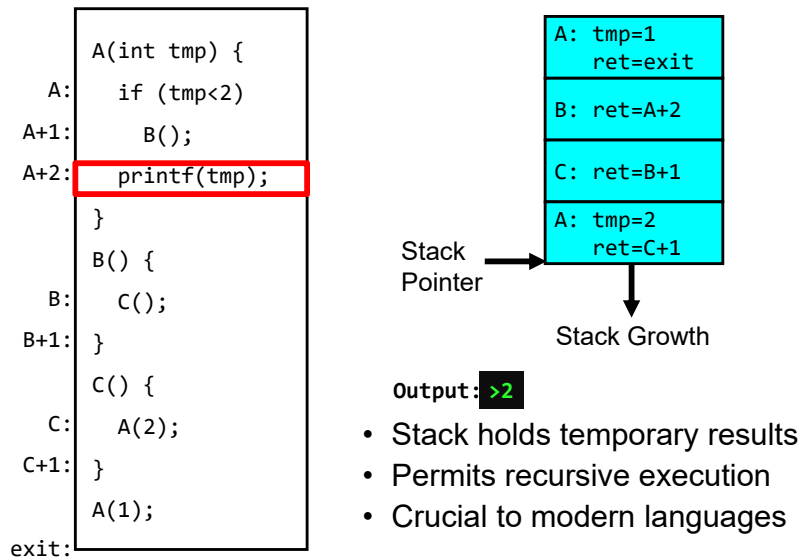 A(int tmp) {
A: if (tmp<2)
A+1: B();
A+2: printf(tmp);
}
B() {
B: C();
B+1: }
C() {
C: A(2);
C+1: }
A(1);
exit:
A: tmp=1
ret=exit
B: ret=A+2
C: ret=B+1
A: tmp=2
ret=C+1
Stack
Pointer
Stack Growth
Output: >2
• Stack holds temporary results
• Permits recursive execution
• Crucial to modern languages